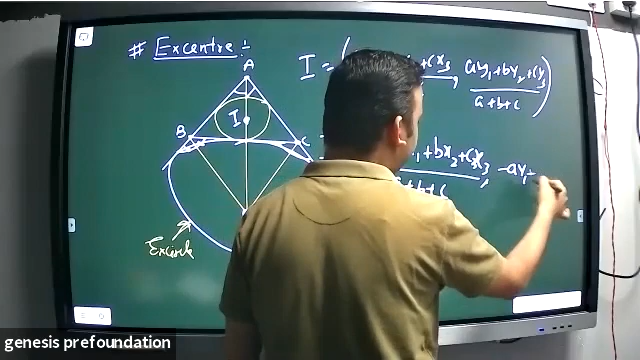 # Excentre :-
A
I = ( +cx₃, ay₁+by₂+cy₃ )
a+b+c
I
B
C
₁+bx₂+cx₃, -ay₁+
a+b+c
Excircle
genesis prefoundation